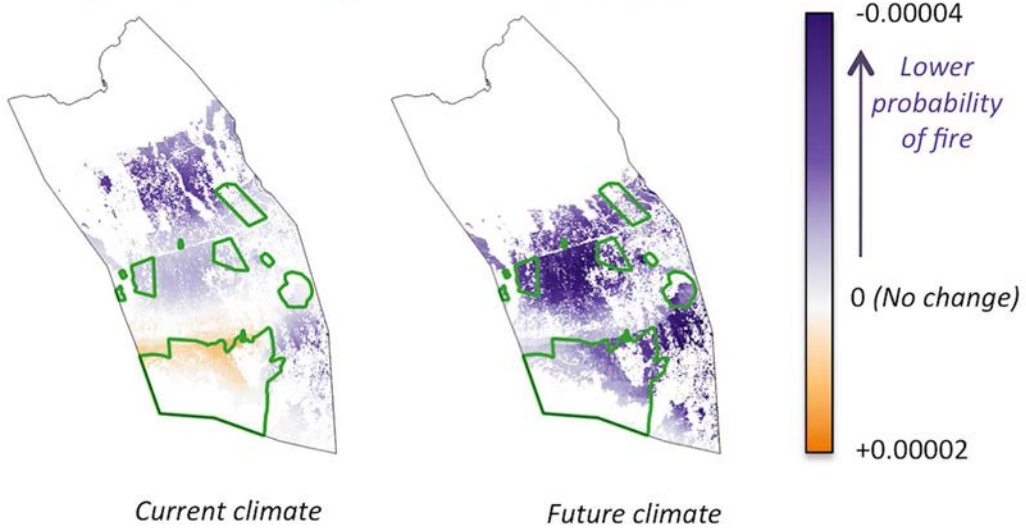 -0.00004
Lower
probability
of fire
0 (No change)
+0.00002
Current climate
Future climate